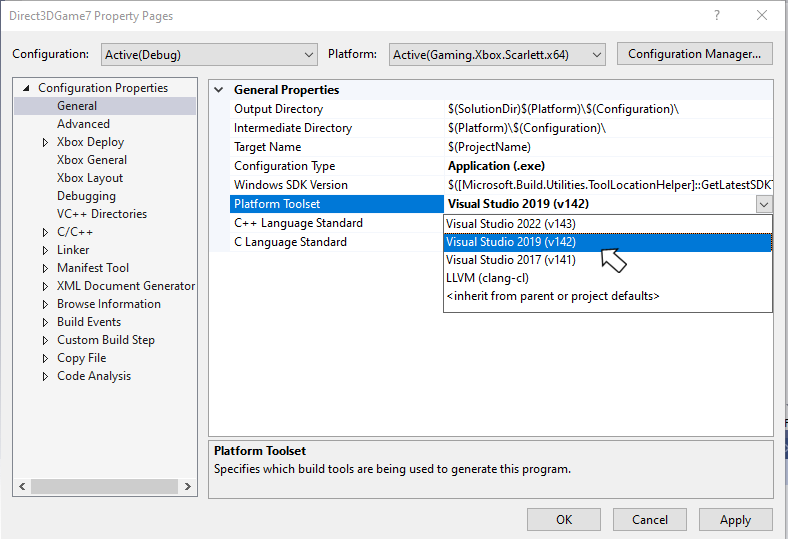 Direct3DGame7 Property Pages
Configuration: Active(Debug) Platform: Active(Gaming.Xbox.Scarlett.x64) Configuration Manager...
Configuration Properties
General
Advanced
Xbox Deploy
Xbox General
Xbox Layout
Debugging
VC++ Directories
C/C++
Linker
Manifest Tool
XML Document Generator
Browse Information
Build Events
Custom Build Step
Copy File
Code Analysis
General Properties
Output Directory $(SolutionDir)$(Platform)\$(Configuration)\
Intermediate Directory $(Platform)\$(Configuration)\
Target Name $(ProjectName)
Configuration Type Application (.exe)
Windows SDK Version $([Microsoft.Build.Utilities.ToolLocationHelper]::GetLatestSDKT
Platform Toolset Visual Studio 2019 (v142)
C++ Language Standard
C Language Standard
Visual Studio 2022 (v143)
Visual Studio 2019 (v142)
Visual Studio 2017 (v141)
LLVM (clang-cl)
<inherit from parent or project defaults>
Platform Toolset
Specifies which build tools are being used to generate this program.
OK Cancel Apply